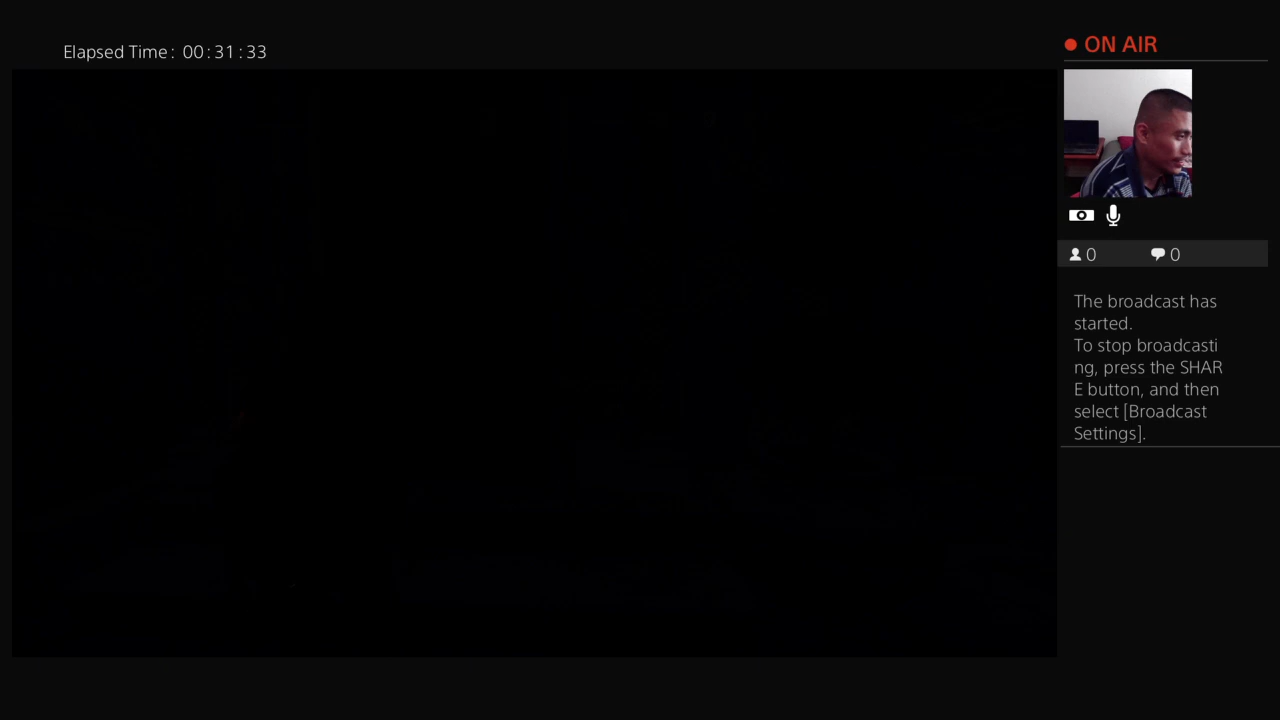 Elapsed Time: 00:31:33
ON AIR
0 0
The broadcast has
started.
To stop broadcasti
ng, press the SHAR
E button, and then
select [Broadcast
Settings].